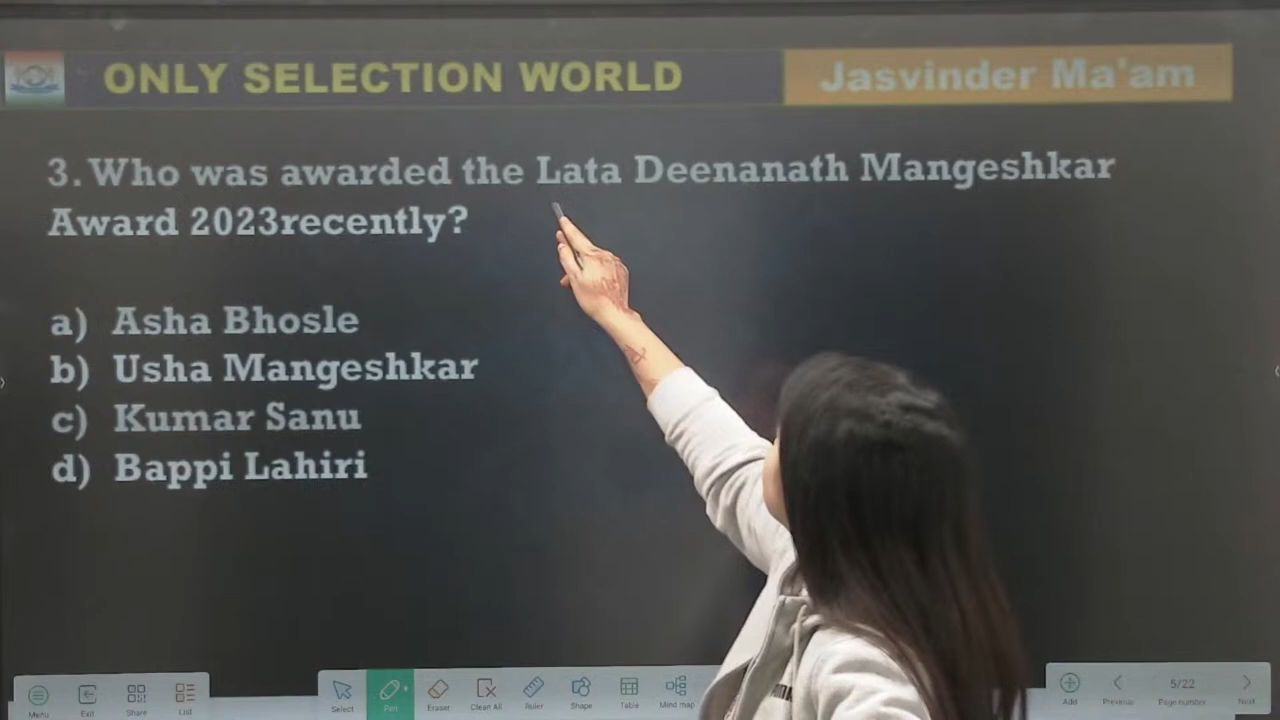 ONLY SELECTION WORLD
Jasvinder Ma'am
3. Who was awarded the Lata Deenanath Mangeshkar
Award 2023recently?
a) Asha Bhosle
b) Usha Mangeshkar
c) Kumar Sanu
d) Bappi Lahiri
Menu Exit Share List Select Pen Eraser Clean All Ruler Shape Table Mind map Add Previous 5/22 Page number Next